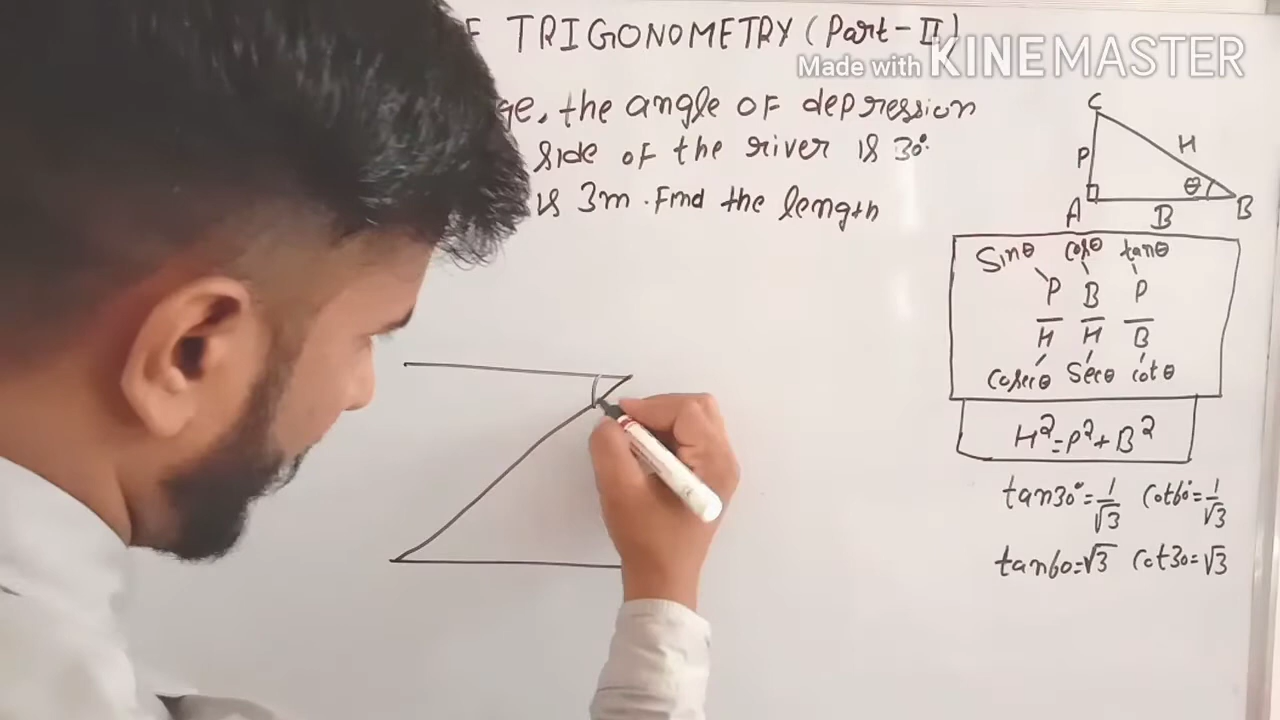 TRIGONOMETRY (Part-II)
Made with KINEMASTER
the angle of depression
side of the river is 30°.
is 3m. Find the length
C
P
H
θ
A
B
B
Sinθ cosθ tanθ
P B P
H H B
Cosecθ Secθ cotθ
H²=P²+B²
tan30°=1/√3 Cot60=1/√3
tan60=√3 Cot30=√3